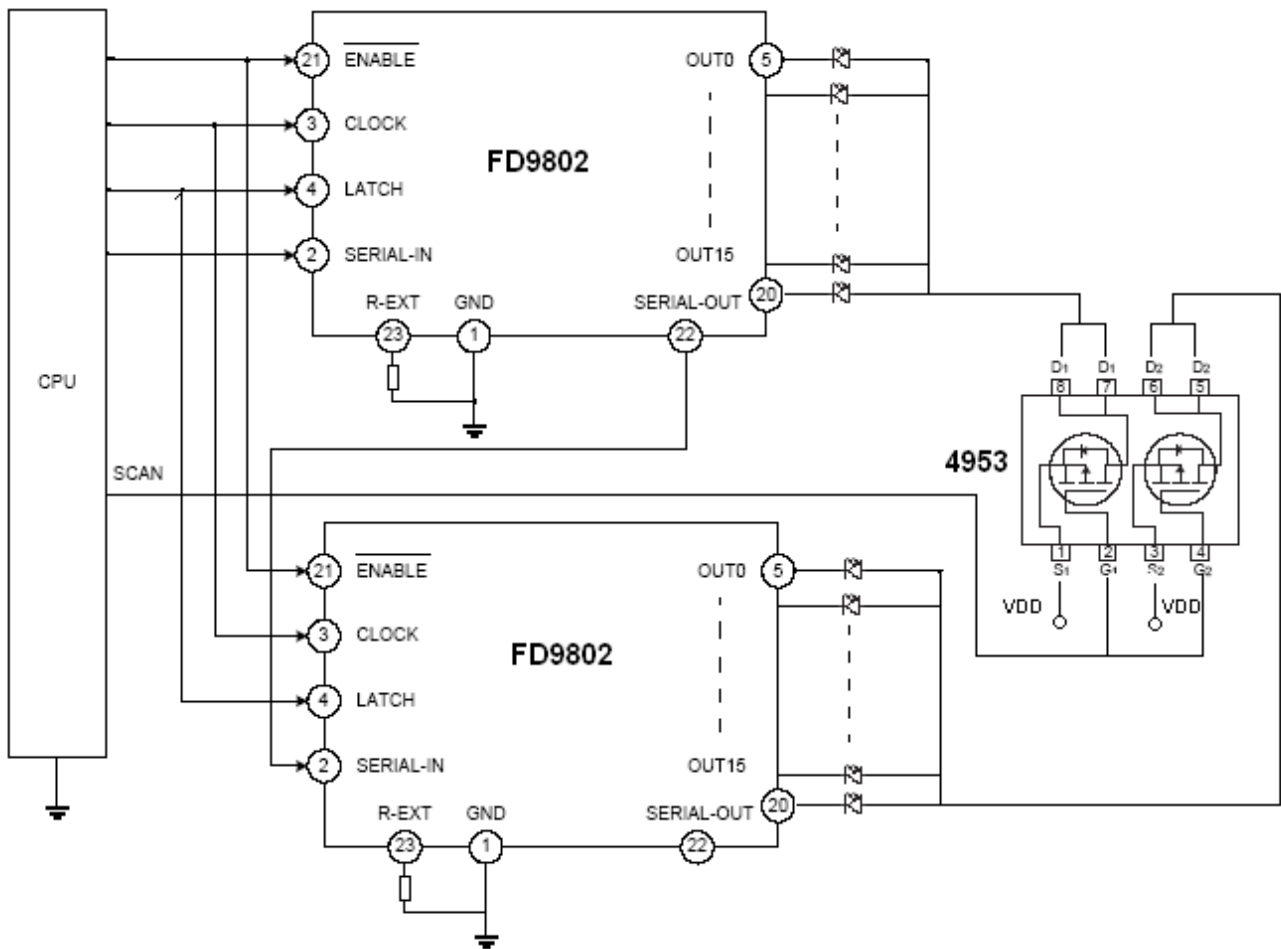 21 ENABLE OUT0 5
3 CLOCK
FD9802
4 LATCH
2 SERIAL-IN OUT15
R-EXT GND SERIAL-OUT 20
23 1 22
CPU
D1 D1 D2 D2
8 7 6 5
4953
SCAN
1 2 3 4
S1 G1 S2 G2
VDD VDD
21 ENABLE OUT0 5
3 CLOCK
FD9802
4 LATCH
2 SERIAL-IN OUT15
R-EXT GND SERIAL-OUT 20
23 1 22